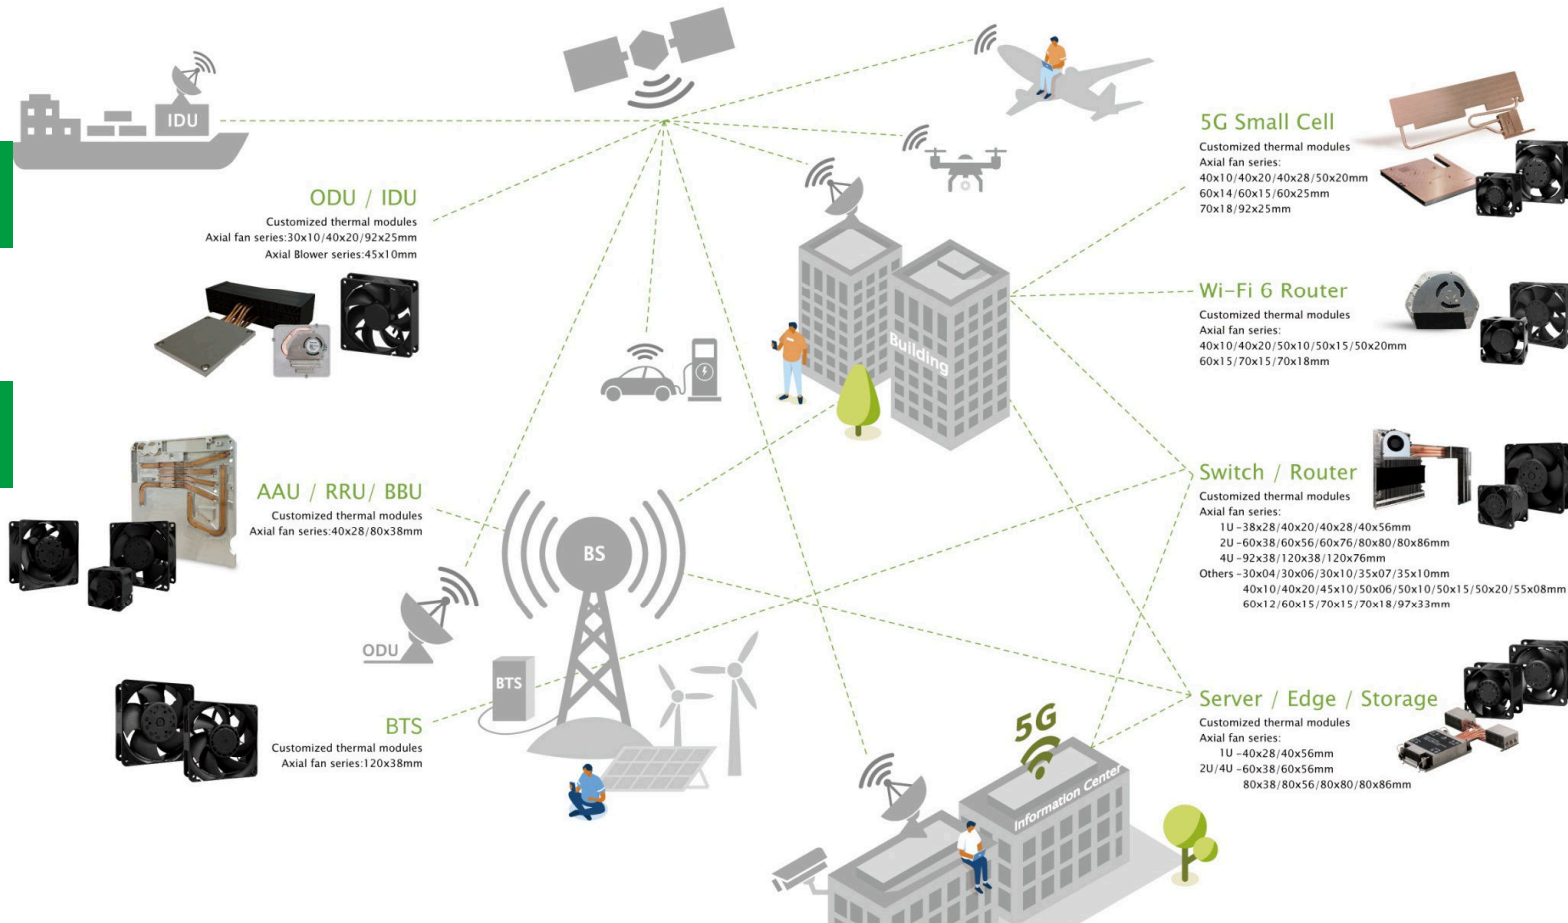 IDU
ODU / IDU
Customized thermal modules
Axial fan series:30x10/40x20/92x25mm
Axial Blower series:45x10mm
5G Small Cell
Customized thermal modules
Axial fan series:
40x10/40x20/40x28/50x20mm
60x14/60x15/60x25mm
70x18/92x25mm
Wi-Fi 6 Router
Customized thermal modules
Axial fan series:
40x10/40x20/50x10/50x15/50x20mm
60x15/70x15/70x18mm
Building
AAU / RRU/ BBU
Customized thermal modules
Axial fan series:40x28/80x38mm
BS
ODU
BTS
Switch / Router
Customized thermal modules
Axial fan series:
1U -38x28/40x20/40x28/40x56mm
2U -60x38/60x56/60x76/80x80/80x86mm
4U -92x38/120x38/120x76mm
Others -30x04/30x06/30x10/35x07/35x10mm
40x10/40x20/45x10/50x06/50x10/50x15/50x20/55x08mm
60x12/60x15/70x15/70x18/97x33mm
BTS
Customized thermal modules
Axial fan series:120x38mm
Server / Edge / Storage
Customized thermal modules
Axial fan series:
1U -40x28/40x56mm
2U/4U -60x38/60x56mm
80x38/80x56/80x80/80x86mm
5G
Information Center